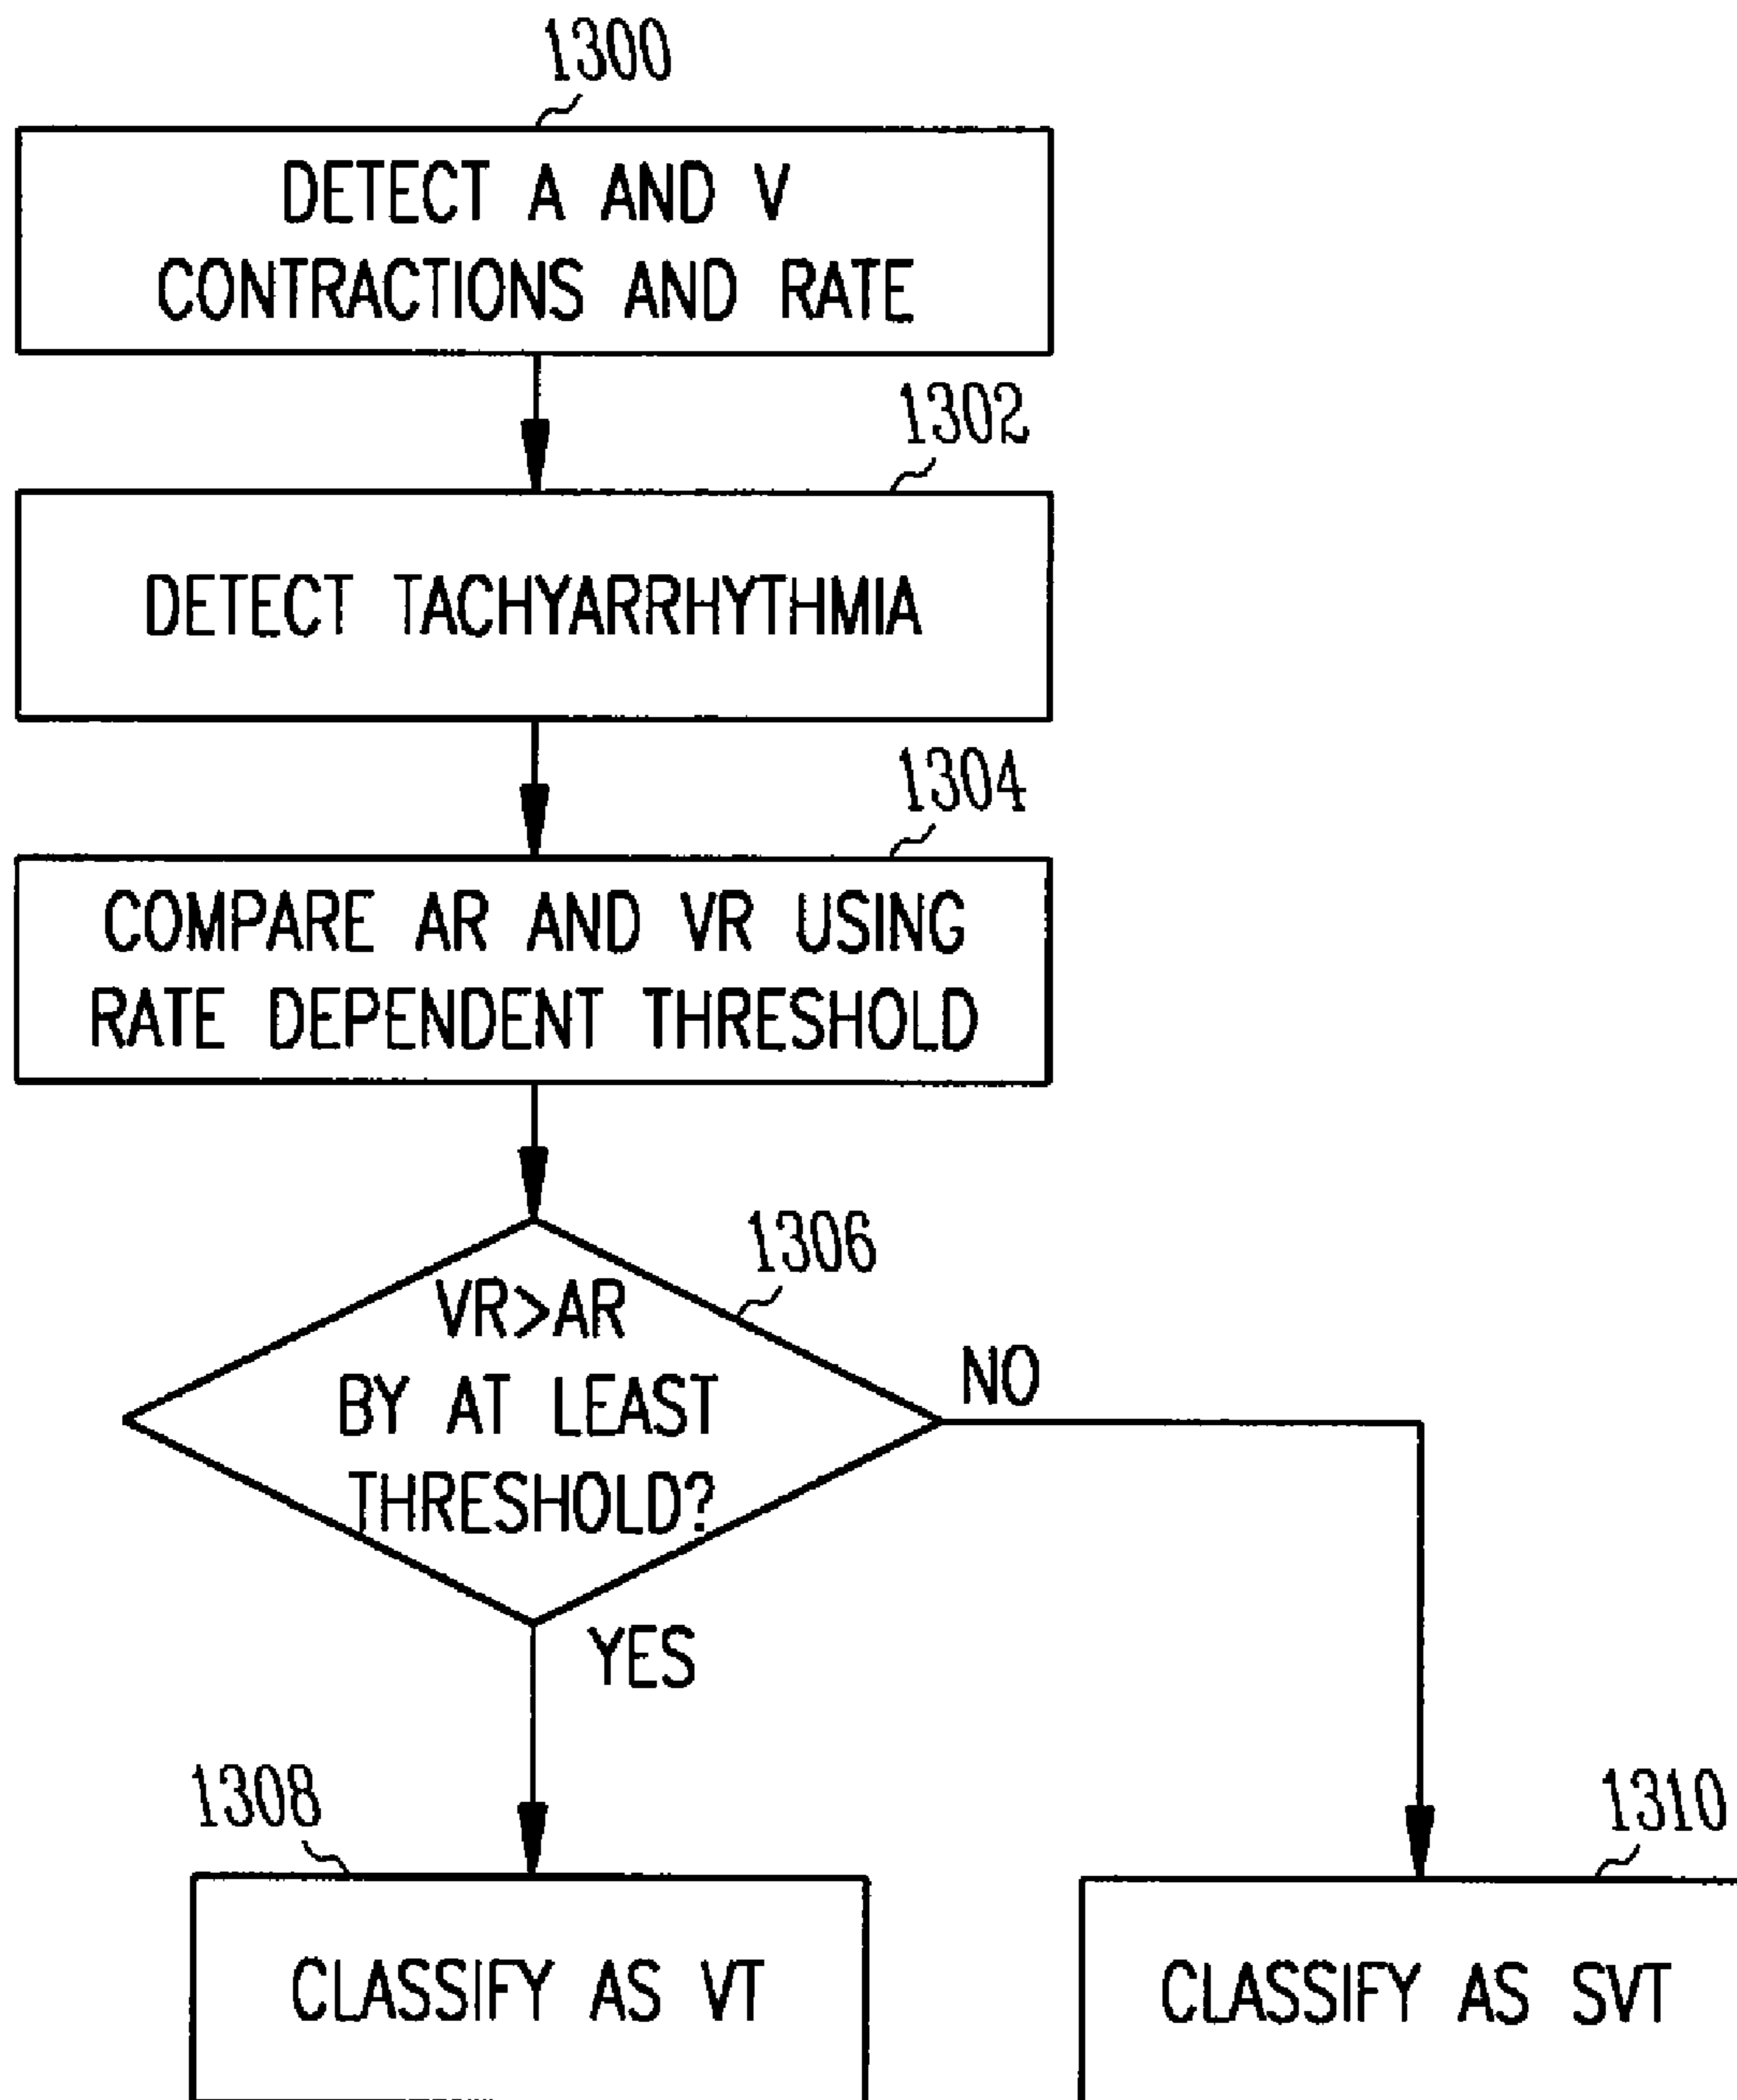 1300
DETECT A AND V
CONTRACTIONS AND RATE
1302
DETECT TACHYARRHYTHMIA
1304
COMPARE AR AND VR USING
RATE DEPENDENT THRESHOLD
1306
VR>AR
BY AT LEAST
THRESHOLD?
NO
YES
1308
CLASSIFY AS VT
1310
CLASSIFY AS SVT